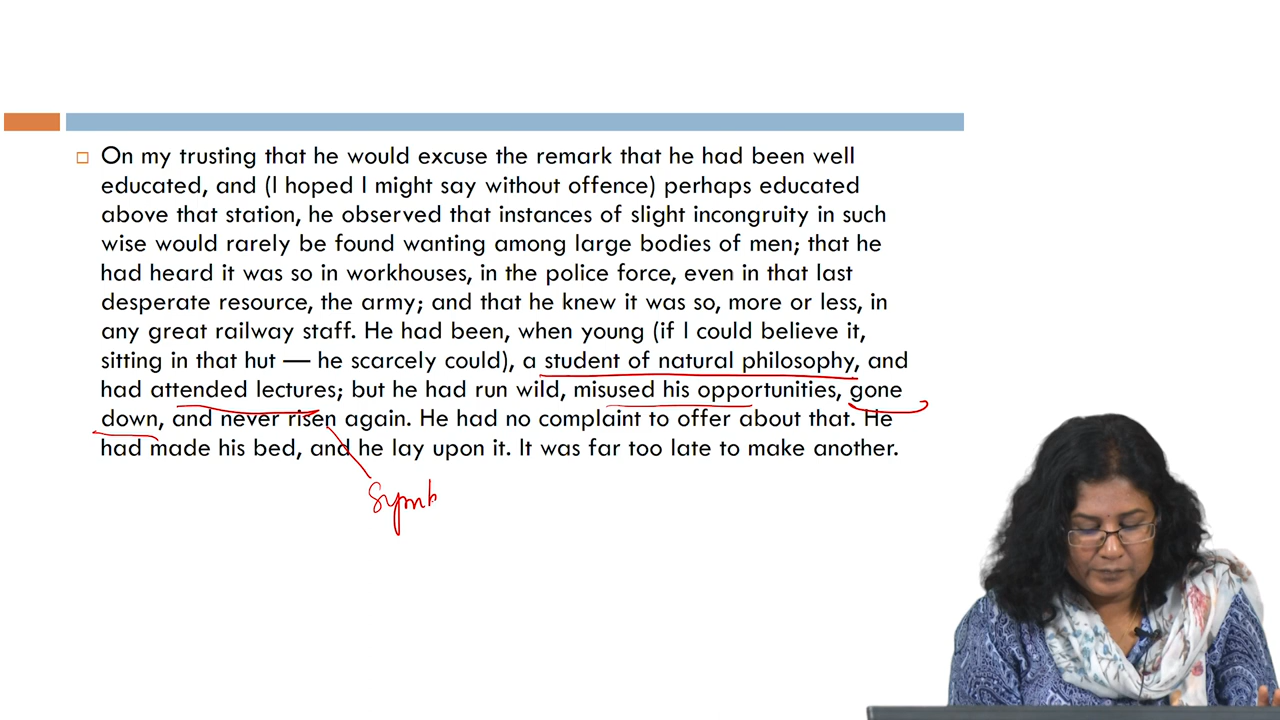 On my trusting that he would excuse the remark that he had been well
educated, and (I hoped I might say without offence) perhaps educated
above that station, he observed that instances of slight incongruity in such
wise would rarely be found wanting among large bodies of men; that he
had heard it was so in workhouses, in the police force, even in that last
desperate resource, the army; and that he knew it was so, more or less, in
any great railway staff. He had been, when young (if I could believe it,
sitting in that hut — he scarcely could), a student of natural philosophy, and
had attended lectures; but he had run wild, misused his opportunities, gone
down, and never risen again. He had no complaint to offer about that. He
had made his bed, and he lay upon it. It was far too late to make another.
Symb